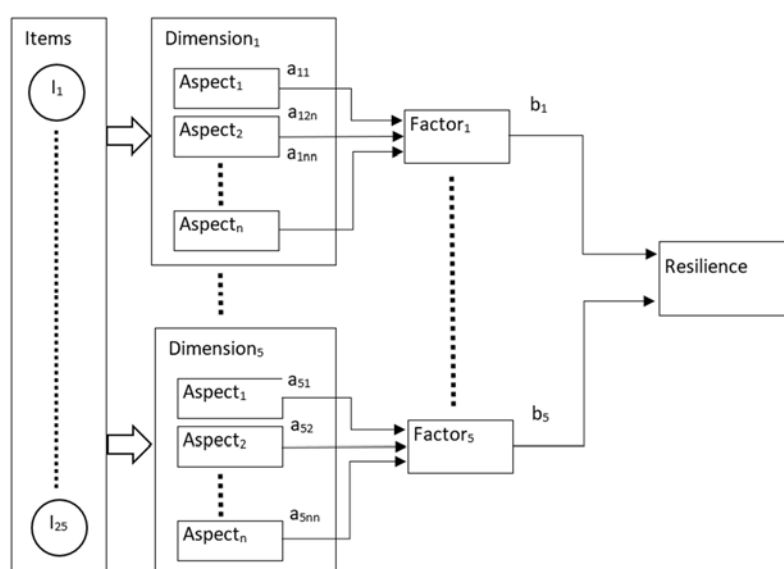 Items
I₁
I₂₅
Dimension₁
Aspect₁
a₁₁
Aspect₂
a₁₂ₙ
a₁ₙₙ
Aspectₙ
Factor₁
b₁
Resilience
Dimension₅
Aspect₁
a₅₁
Aspect₂
a₅₂
Aspectₙ
a₅ₙₙ
Factor₅
b₅